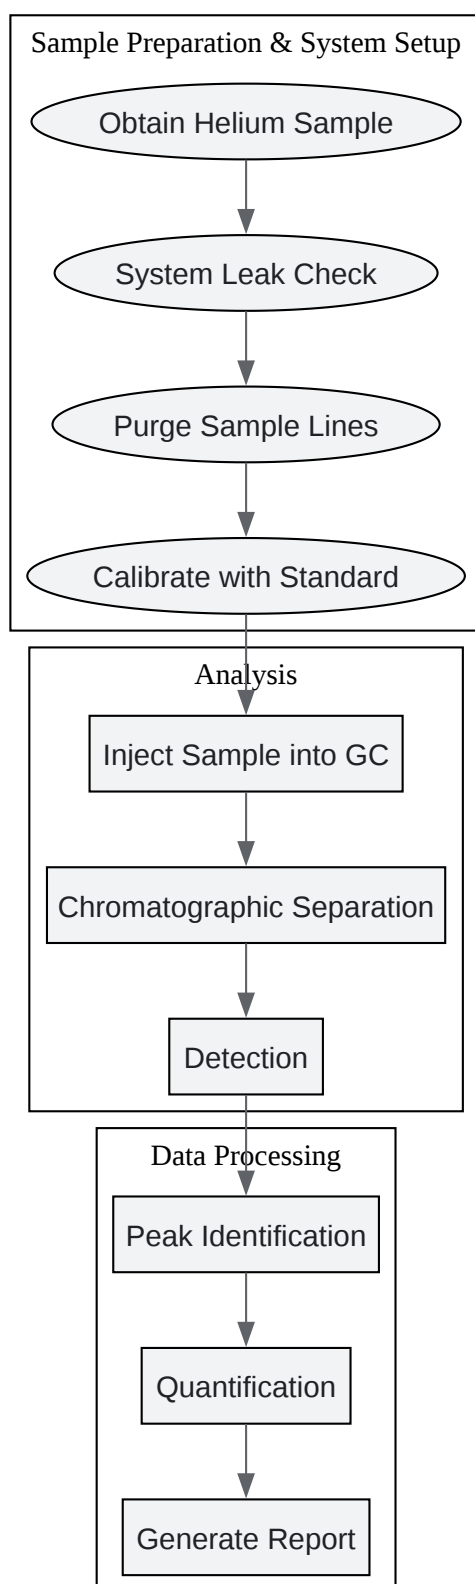 Sample Preparation & System Setup
Obtain Helium Sample
System Leak Check
Purge Sample Lines
Calibrate with Standard
Analysis
Inject Sample into GC
Chromatographic Separation
Detection
Data Processing
Peak Identification
Quantification
Generate Report